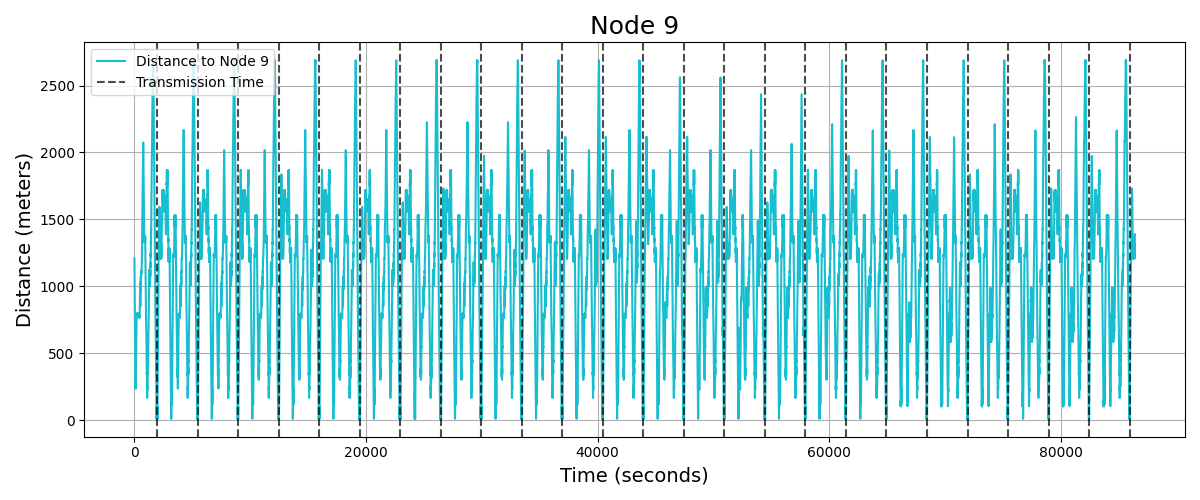 Node 9
Distance to Node 9
Transmission Time
Distance (meters)
2500
2000
1500
1000
500
0
0 20000 40000 60000 80000
Time (seconds)